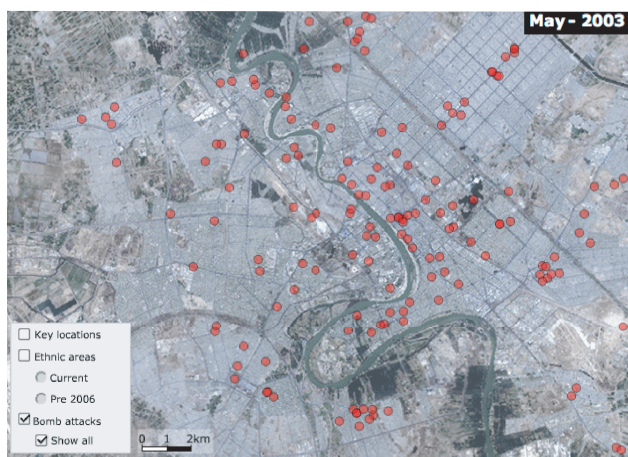 May - 2003
Key locations
Ethnic areas
Current
Pre 2006
Bomb attacks
Show all
0 1 2km